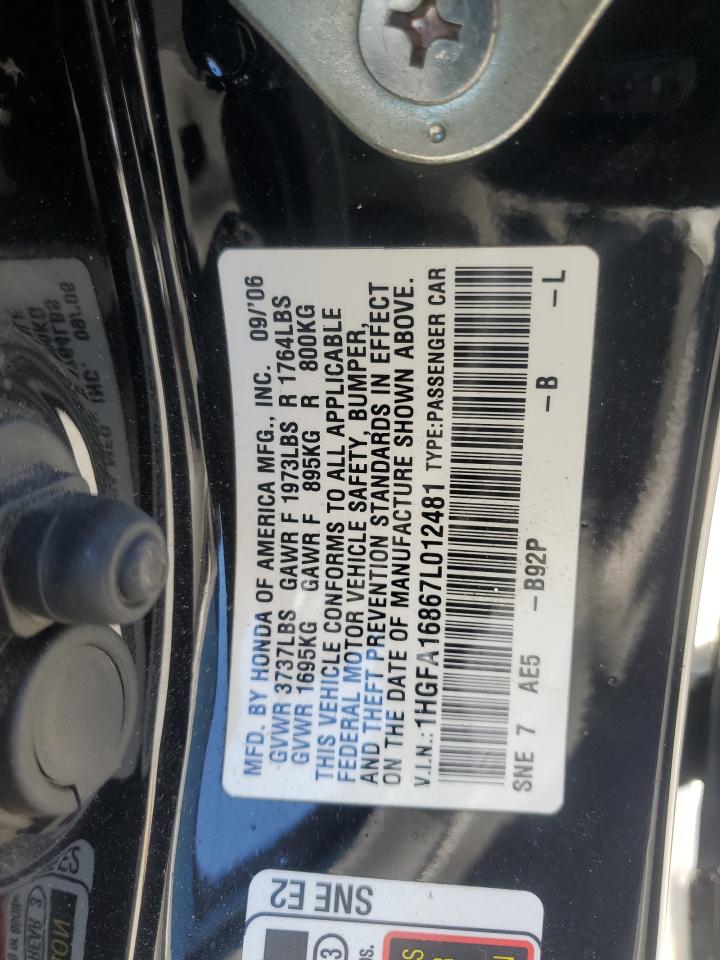 MFD. BY HONDA OF AMERICA MFG., INC. 09/'06
GVWR 3737LBS GAWR F 1973LBS R 1764LBS
GVWR 1695KG GAWR F 895KG R 800KG
THIS VEHICLE CONFORMS TO ALL APPLICABLE
FEDERAL MOTOR VEHICLE SAFETY, BUMPER,
AND THEFT PREVENTION STANDARDS IN EFFECT
ON THE DATE OF MANUFACTURE SHOWN ABOVE.
V.I.N.: 1HGFA16867L012481 TYPE:PASSENGER CAR
SNE 7 AE5 -B92P -B -L
SNE E2
3